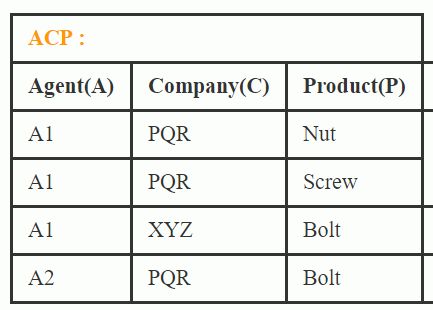 ACP :
Agent(A) Company(C) Product(P)
A1 PQR Nut
A1 PQR Screw
A1 XYZ Bolt
A2 PQR Bolt